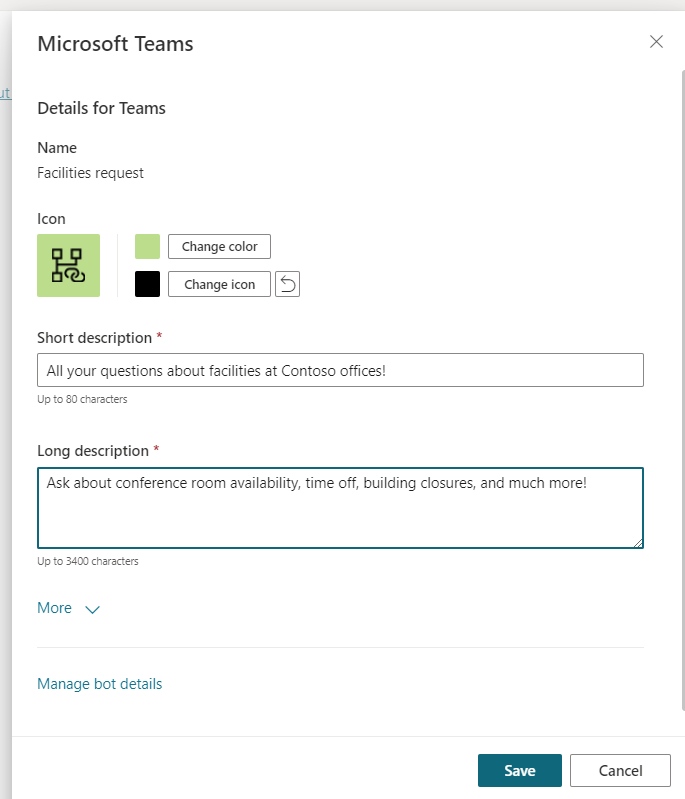 Microsoft Teams
Details for Teams
Name
Facilities request
Icon
Change color
Change icon
Short description *
All your questions about facilities at Contoso offices!
Up to 80 characters
Long description *
Ask about conference room availability, time off, building closures, and much more!
Up to 3400 characters
More
Manage bot details
Save
Cancel